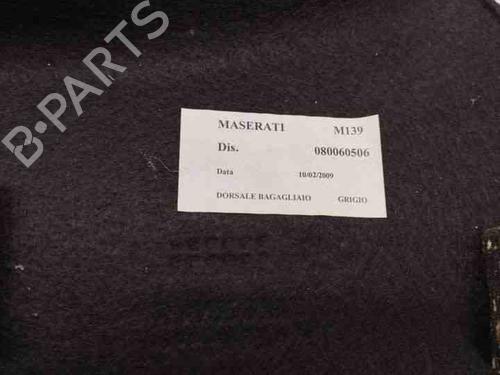 B-PARTS
MASERATI M139
Dis. 080060506
Data 10/02/2009
DORSALE BAGAGLIAIO GRIGIO